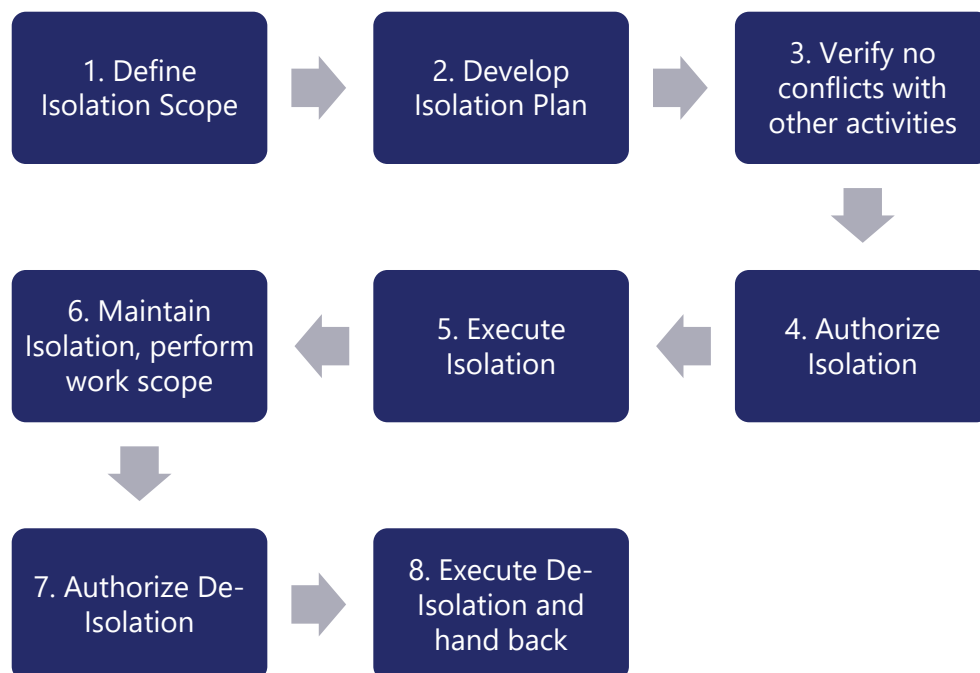 1. Define
Isolation Scope
2. Develop
Isolation Plan
3. Verify no
conflicts with
other activities
4. Authorize
Isolation
5. Execute
Isolation
6. Maintain
Isolation, perform
work scope
7. Authorize De-
Isolation
8. Execute De-
Isolation and
hand back